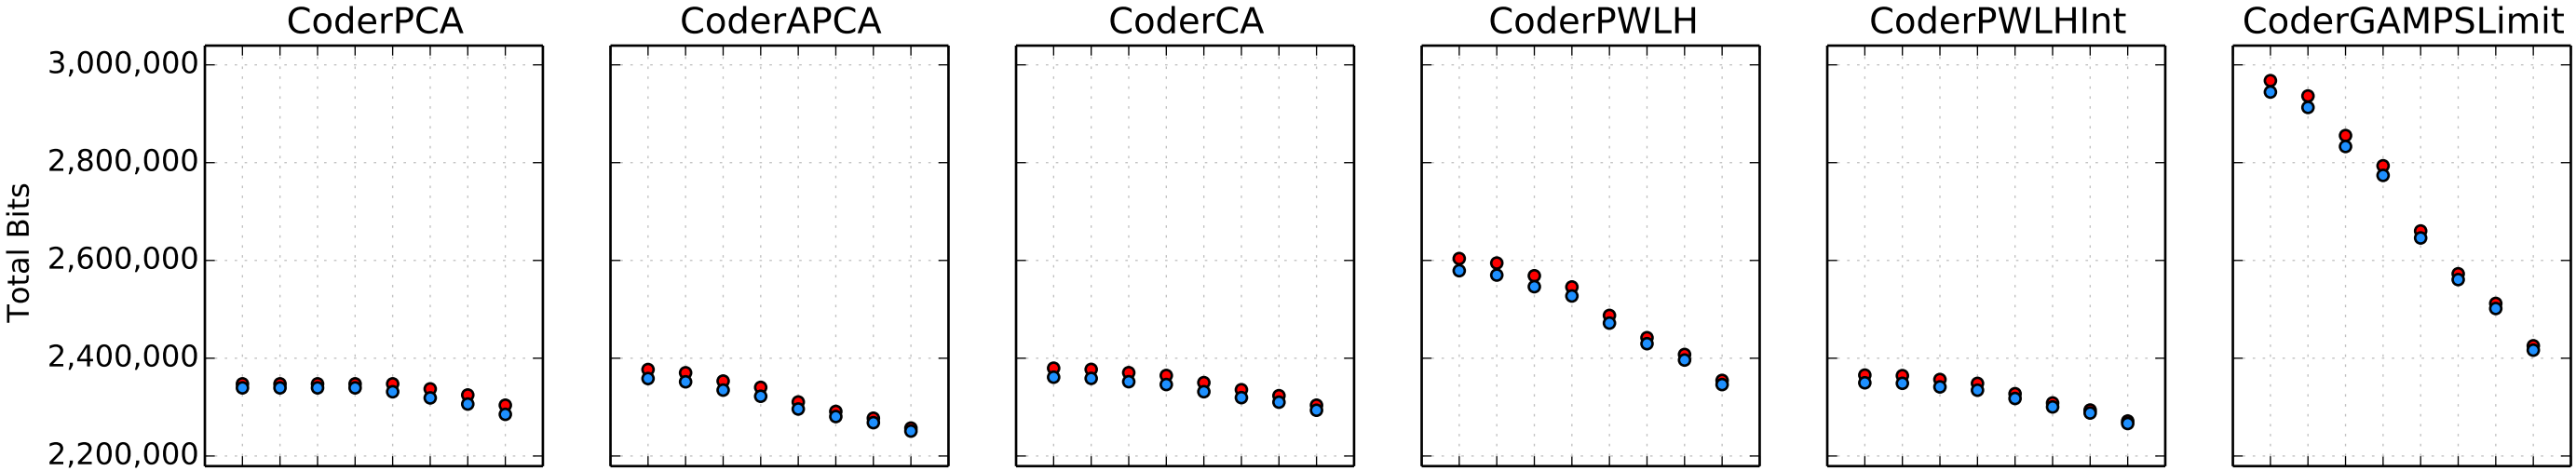 CoderPCA CoderAPCA CoderCA CoderPWLH CoderPWLHInt CoderGAMPSLimit
Total Bits
3,000,000
2,800,000
2,600,000
2,400,000
2,200,000